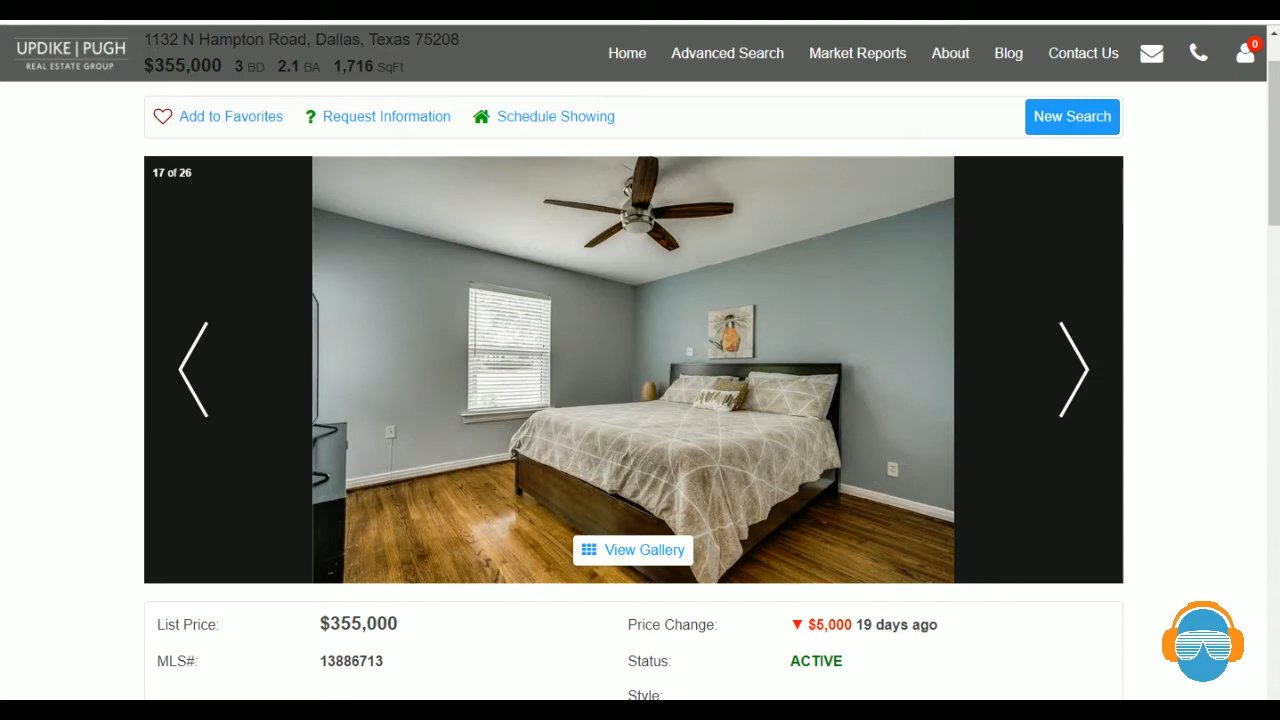 UPDIKE | PUGH
REAL ESTATE GROUP
1132 N Hampton Road, Dallas, Texas 75208
$355,000 3 BD 2.1 BA 1,716 SqFt
Home Advanced Search Market Reports About Blog Contact Us 0
Add to Favorites ? Request Information Schedule Showing New Search
17 of 26
View Gallery
List Price: $355,000 Price Change: ▼ $5,000 19 days ago
MLS#: 13886713 Status: ACTIVE
Style: